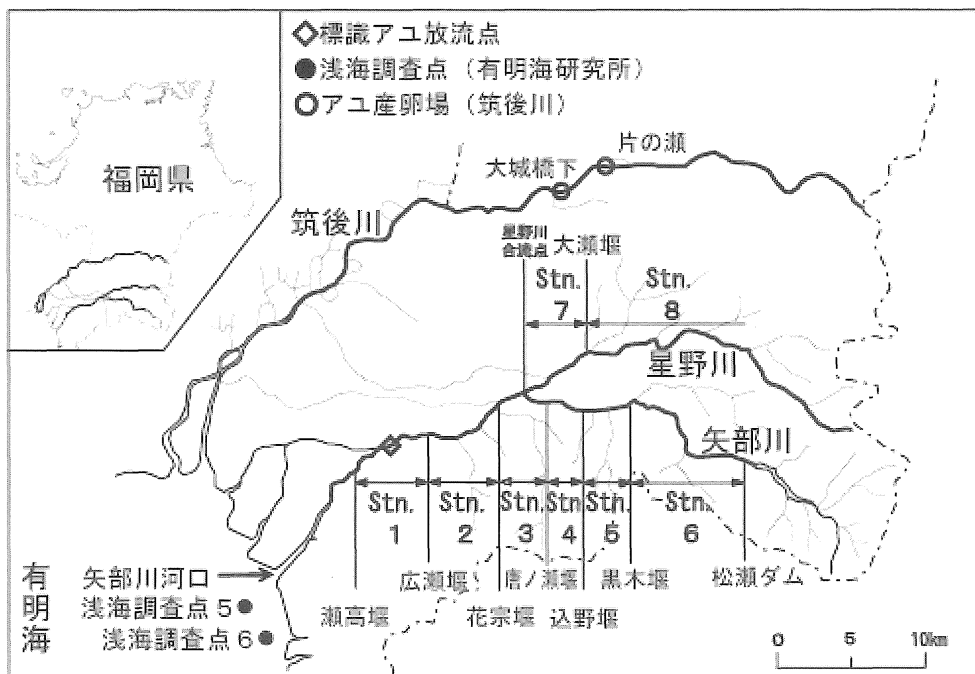 ◇標識アユ放流点
●浅海調査点（有明海研究所）
○アユ産卵場（筑後川）
福岡県
片の瀬
大城橋下
筑後川
星野川
合流点
大瀬堰
Stn.
7
Stn.
8
星野川
矢部川
Stn.
1
Stn.
2
Stn.
3
Stn
4
Stn.
5
Stn.
6
有明海
矢部川河口
浅海調査点5●
浅海調査点6●
瀬高堰
広瀬堰
花宗堰
唐ノ瀬堰
込野堰
黒木堰
松瀬ダム
0 5 10km